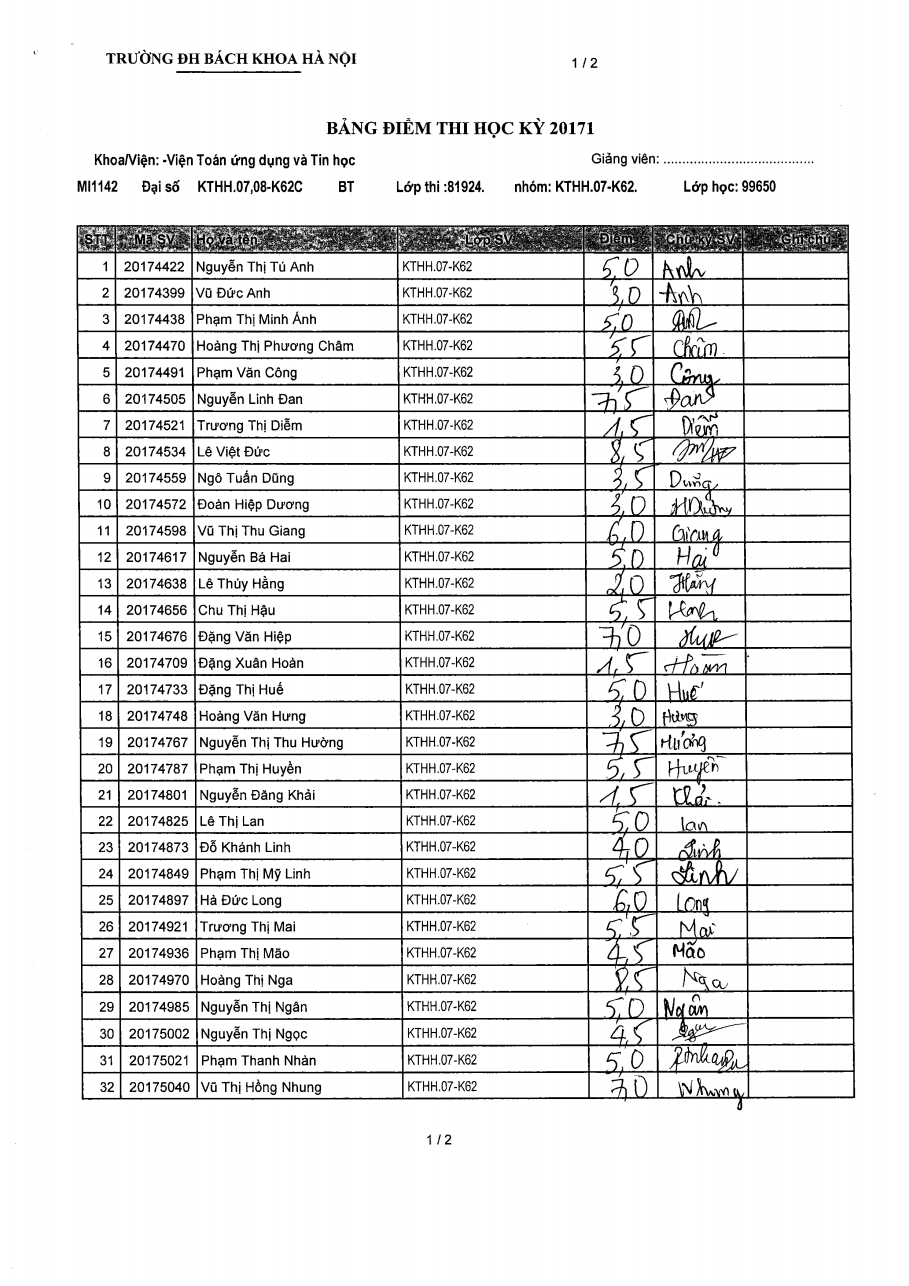 TRƯỜNG ĐH BÁCH KHOA HÀ NỘI 1 / 2
BẢNG ĐIỂM THI HỌC KỲ 20171
Khoa/Viện: -Viện Toán ứng dụng và Tin học Giảng viên: ........................................
MI1142 Đại số KTHH.07,08-K62C BT Lớp thi :81924. nhóm: KTHH.07-K62. Lớp học: 99650
STT Mã SV Họ và tên Lớp SV Điểm Chữ ký SV Ghi chú
1 20174422 Nguyễn Thị Tú Anh KTHH.07-K62 5,0 Anh
2 20174399 Vũ Đức Anh KTHH.07-K62 3,0 Anh
3 20174438 Phạm Thị Minh Ánh KTHH.07-K62 5,0
4 20174470 Hoàng Thị Phương Châm KTHH.07-K62 5,5 Châm
5 20174491 Phạm Văn Công KTHH.07-K62 3,0 Công
6 20174505 Nguyễn Linh Đan KTHH.07-K62 7,5 Đan
7 20174521 Trương Thị Diễm KTHH.07-K62 1,5 Diễm
8 20174534 Lê Việt Đức KTHH.07-K62 8,5
9 20174559 Ngô Tuấn Dũng KTHH.07-K62 3,5 Dũng
10 20174572 Đoàn Hiệp Dương KTHH.07-K62 3,0 HDương
11 20174598 Vũ Thị Thu Giang KTHH.07-K62 6,0 Giang
12 20174617 Nguyễn Bá Hai KTHH.07-K62 5,0 Hai
13 20174638 Lê Thúy Hằng KTHH.07-K62 2,0 Hằng
14 20174656 Chu Thị Hậu KTHH.07-K62 5,5
15 20174676 Đặng Văn Hiệp KTHH.07-K62 7,0
16 20174709 Đặng Xuân Hoàn KTHH.07-K62 1,5 Hoàn
17 20174733 Đặng Thị Huế KTHH.07-K62 5,0 Huế
18 20174748 Hoàng Văn Hưng KTHH.07-K62 3,0 Hưng
19 20174767 Nguyễn Thị Thu Hường KTHH.07-K62 7,5 Hường
20 20174787 Phạm Thị Huyền KTHH.07-K62 5,5 Huyền
21 20174801 Nguyễn Đăng Khải KTHH.07-K62 1,5 Khải.
22 20174825 Lê Thị Lan KTHH.07-K62 5,0 lan
23 20174873 Đỗ Khánh Linh KTHH.07-K62 4,0 Linh
24 20174849 Phạm Thị Mỹ Linh KTHH.07-K62 5,5 Linh
25 20174897 Hà Đức Long KTHH.07-K62 6,0 Long
26 20174921 Trương Thị Mai KTHH.07-K62 5,5 Mai
27 20174936 Phạm Thị Mão KTHH.07-K62 4,5 Mão
28 20174970 Hoàng Thị Nga KTHH.07-K62 8,5 Nga
29 20174985 Nguyễn Thị Ngân KTHH.07-K62 5,0 Ngân
30 20175002 Nguyễn Thị Ngọc KTHH.07-K62 4,5
31 20175021 Phạm Thanh Nhàn KTHH.07-K62 5,0
32 20175040 Vũ Thị Hồng Nhung KTHH.07-K62 7,0 Nhung
1 / 2